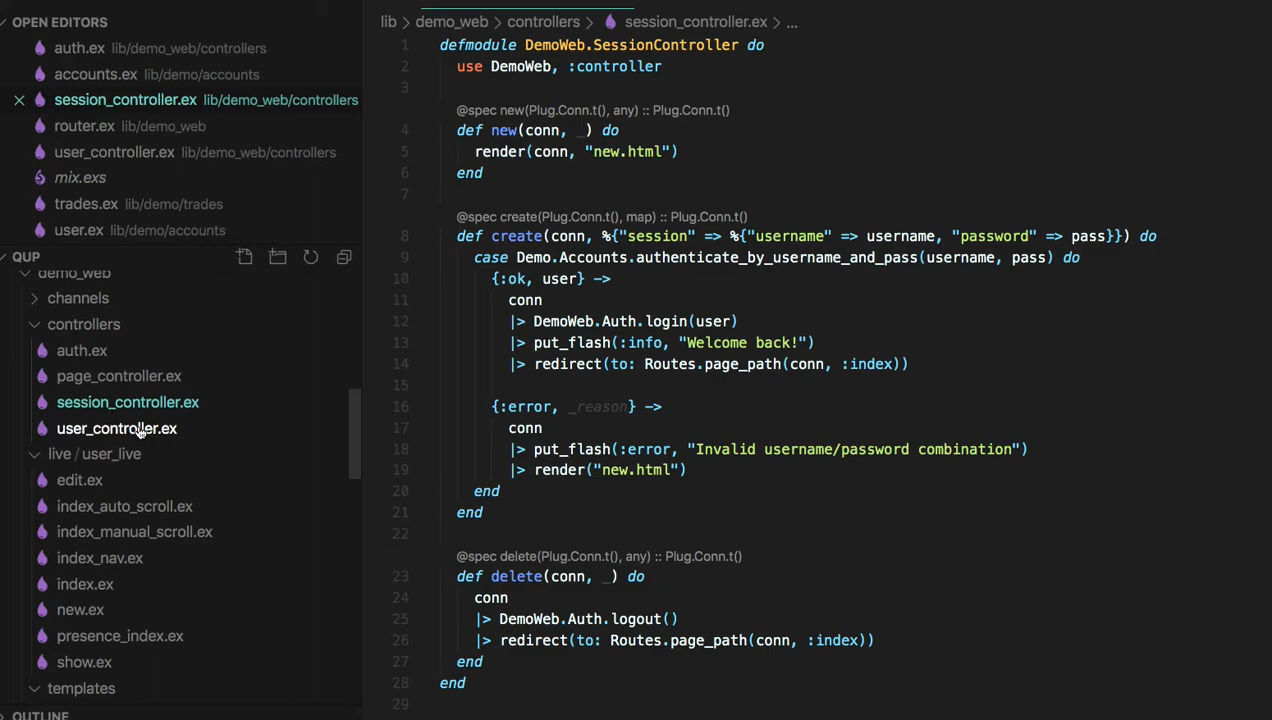 OPEN EDITORS
auth.ex lib/demo_web/controllers
accounts.ex lib/demo/accounts
session_controller.ex lib/demo_web/controllers
router.ex lib/demo_web
user_controller.ex lib/demo_web/controllers
mix.exs
trades.ex lib/demo/trades
user.ex lib/demo/accounts
QUP
demo_web
channels
controllers
auth.ex
page_controller.ex
session_controller.ex
user_controller.ex
live / user_live
edit.ex
index_auto_scroll.ex
index_manual_scroll.ex
index_nav.ex
index.ex
new.ex
presence_index.ex
show.ex
templates
OUTLINE
lib > demo_web > controllers > session_controller.ex > ...
1 defmodule DemoWeb.SessionController do
2 use DemoWeb, :controller
3
@spec new(Plug.Conn.t(), any) :: Plug.Conn.t()
4 def new(conn, _) do
5 render(conn, "new.html")
6 end
7
@spec create(Plug.Conn.t(), map) :: Plug.Conn.t()
8 def create(conn, %{"session" => %{"username" => username, "password" => pass}}) do
9 case Demo.Accounts.authenticate_by_username_and_pass(username, pass) do
10 {:ok, user} ->
11 conn
12 |> DemoWeb.Auth.login(user)
13 |> put_flash(:info, "Welcome back!")
14 |> redirect(to: Routes.page_path(conn, :index))
15
16 {:error, _reason} ->
17 conn
18 |> put_flash(:error, "Invalid username/password combination")
19 |> render("new.html")
20 end
21 end
22
@spec delete(Plug.Conn.t(), any) :: Plug.Conn.t()
23 def delete(conn, _) do
24 conn
25 |> DemoWeb.Auth.logout()
26 |> redirect(to: Routes.page_path(conn, :index))
27 end
28 end
29